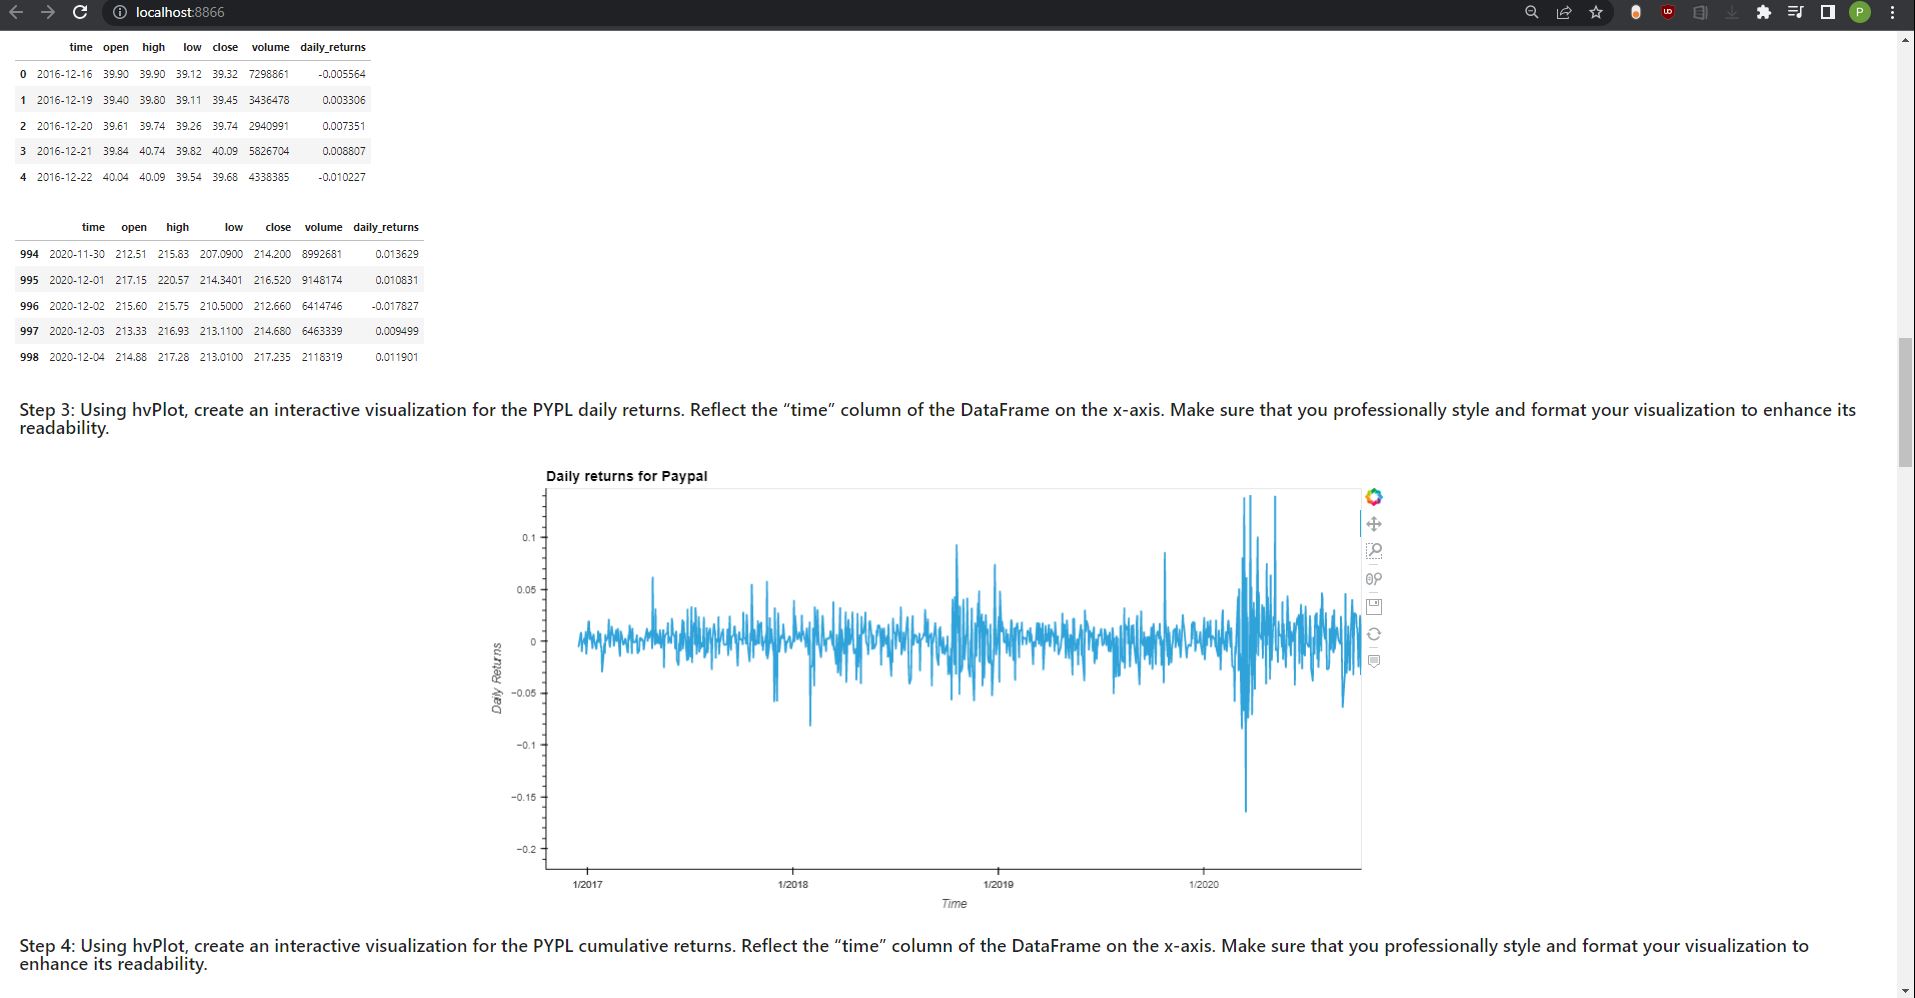 localhost:8866
P
time open high low close volume daily_returns
0 2016-12-16 39.90 39.90 39.12 39.32 7298861 -0.005564
1 2016-12-19 39.40 39.80 39.11 39.45 3436478 0.003306
2 2016-12-20 39.61 39.74 39.26 39.74 2940991 0.007351
3 2016-12-21 39.84 40.74 39.82 40.09 5826704 0.008807
4 2016-12-22 40.04 40.09 39.54 39.68 4338385 -0.010227
time open high low close volume daily_returns
994 2020-11-30 212.51 215.83 207.0900 214.200 8992681 0.013629
995 2020-12-01 217.15 220.57 214.3401 216.520 9148174 0.010831
996 2020-12-02 215.60 215.75 210.5000 212.660 6414746 -0.017827
997 2020-12-03 213.33 216.93 213.1100 214.680 6463339 0.009499
998 2020-12-04 214.88 217.28 213.0100 217.235 2118319 0.011901
Step 3: Using hvPlot, create an interactive visualization for the PYPL daily returns. Reflect the “time” column of the DataFrame on the x-axis. Make sure that you professionally style and format your visualization to enhance its
readability.
Daily returns for Paypal
0.1
0.05
0
−0.05
−0.1
−0.15
−0.2
Daily Returns
1/2017 1/2018 1/2019 1/2020
Time
Step 4: Using hvPlot, create an interactive visualization for the PYPL cumulative returns. Reflect the “time” column of the DataFrame on the x-axis. Make sure that you professionally style and format your visualization to
enhance its readability.